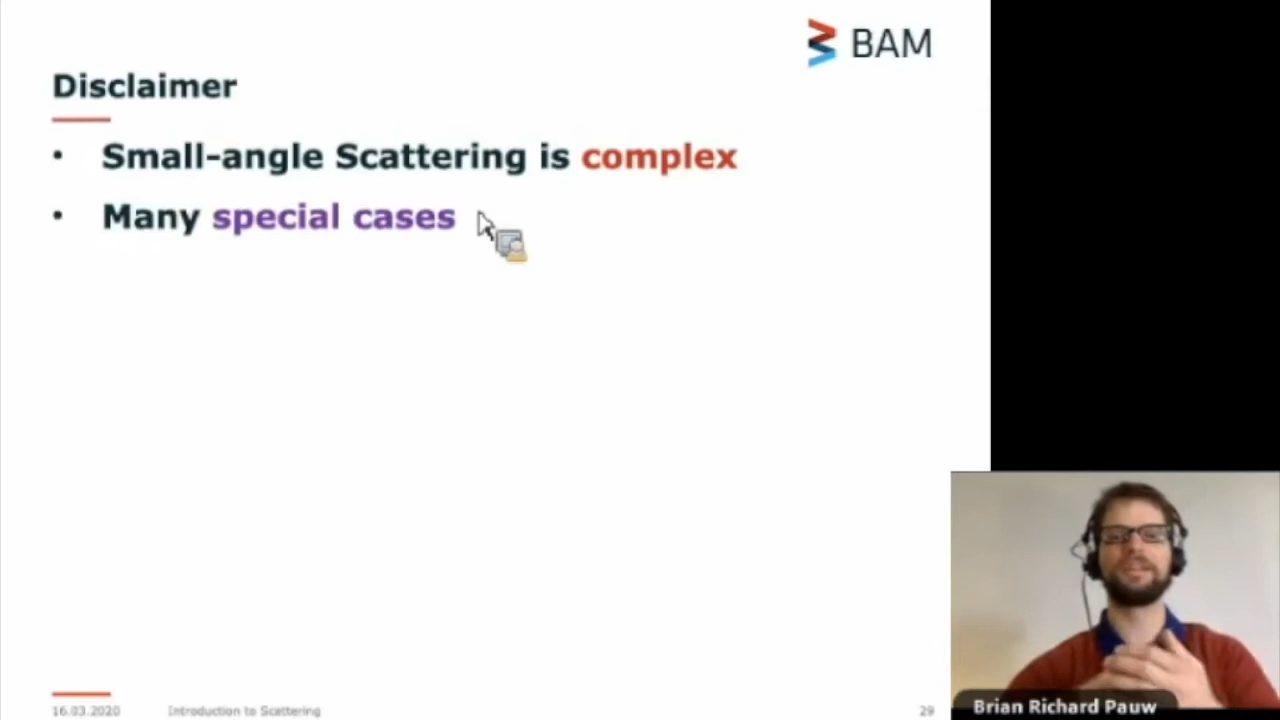 BAM
Disclaimer
• Small-angle Scattering is complex
• Many special cases
16.03.2020 Introduction to Scattering 29
Brian Richard Pauw